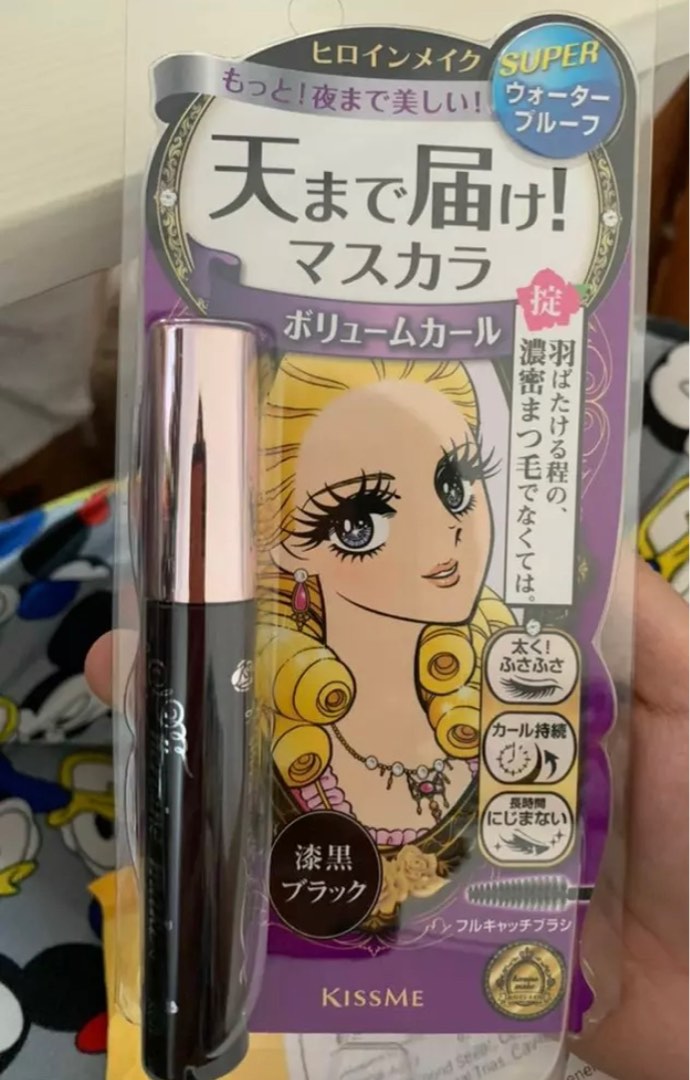 ヒロインメイク
SUPER
ウォーター
プルーフ
もっと!夜まで美しい!
天まで届け!
マスカラ
ボリュームカール
掟
羽ばたける程の、
濃密まつ毛でなくては。
太く!
ふさふさ
カール持続
長時間
にじまない
漆黒
ブラック
フルキャッチブラシ
KISSME